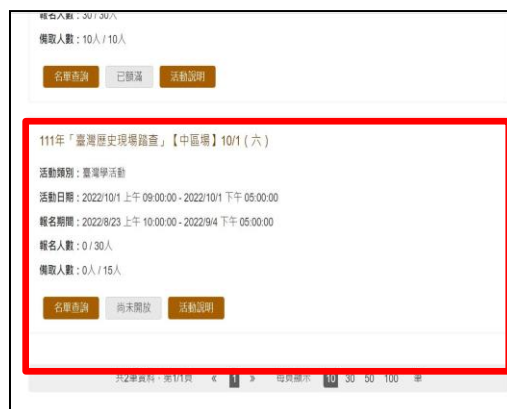 報名人數：30 / 30人
備取人數：10人 / 10人
名單查詢 已額滿 活動說明
111年「臺灣歷史現場踏查」【中區場】10/1 ( 六 )
活動類別：臺灣學活動
活動日期：2022/10/1 上午 09:00:00 - 2022/10/1 下午 05:00:00
報名期間：2022/8/23 上午 10:00:00 - 2022/9/4 下午 05:00:00
報名人數：0 / 30人
備取人數：0人 / 15人
名單查詢 尚未開放 活動說明
共2筆資料，第1/1頁 « 1 » 每頁顯示 10 30 50 100 筆